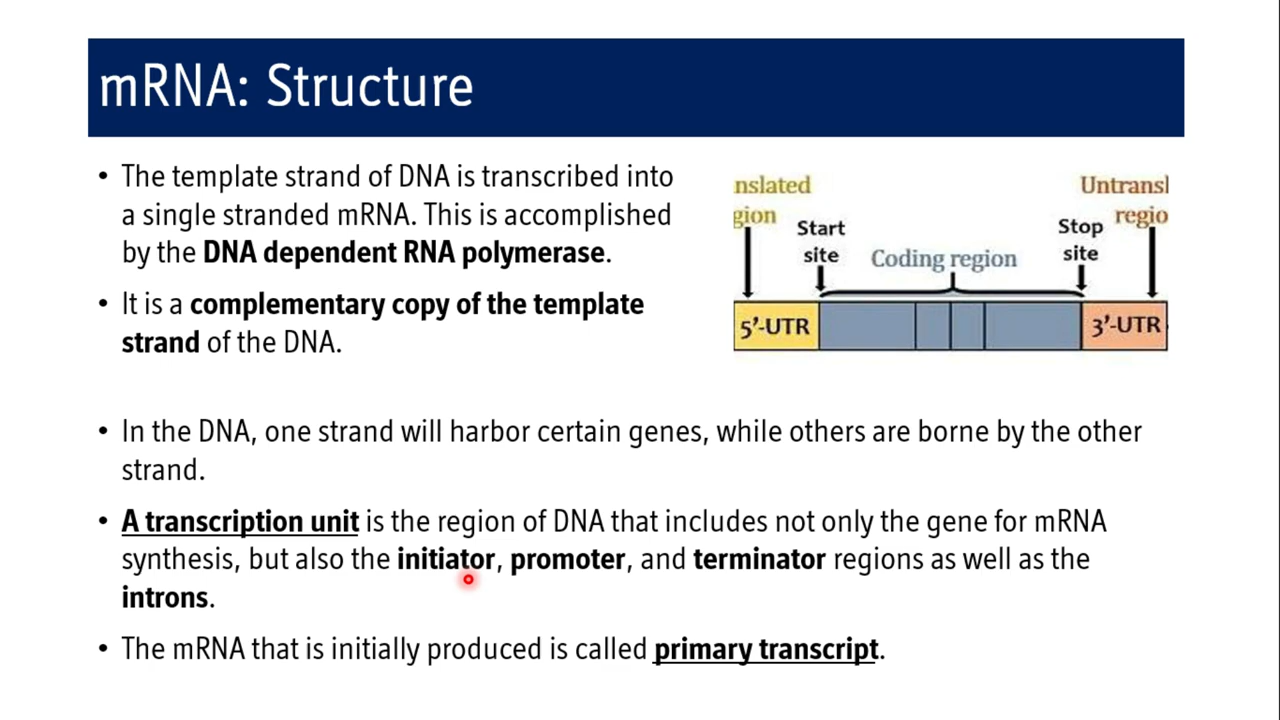 mRNA: Structure
• The template strand of DNA is transcribed into
a single stranded mRNA. This is accomplished
by the DNA dependent RNA polymerase.
• It is a complementary copy of the template
strand of the DNA.
nslated
gion
Start
site
Coding region
Stop
site
Untransl
regio
5’-UTR
3’-UTR
• In the DNA, one strand will harbor certain genes, while others are borne by the other
strand.
• A transcription unit is the region of DNA that includes not only the gene for mRNA
synthesis, but also the initiator, promoter, and terminator regions as well as the
introns.
• The mRNA that is initially produced is called primary transcript.